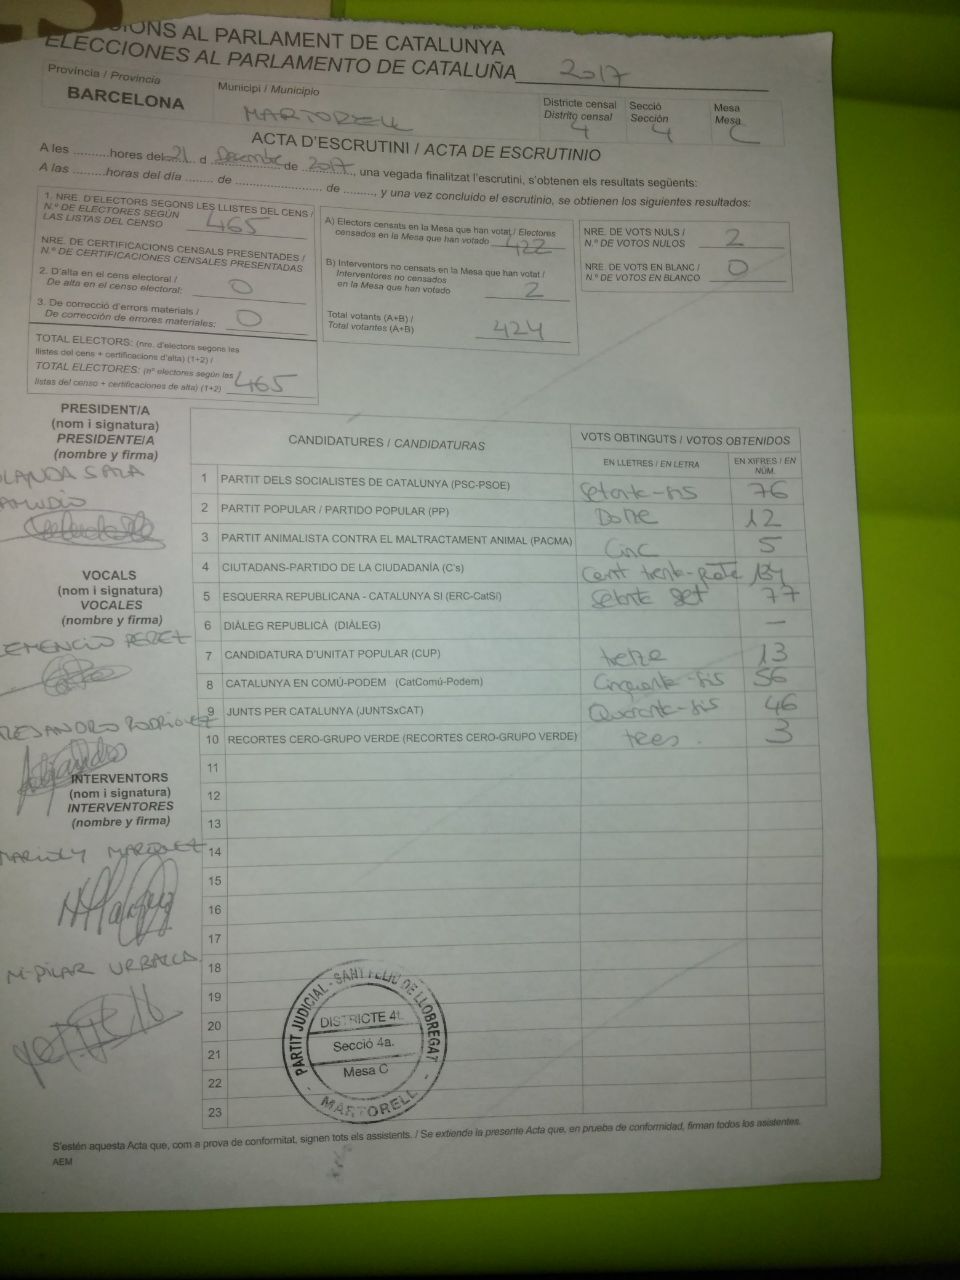 IONS AL PARLAMENT DE CATALUNYA
ELECCIONES AL PARLAMENTO DE CATALUÑA 2017
Província / Provincia
BARCELONA
Municipi / Municipio
MARTORELL
Districte censal
Distrito censal
4
Secció
Sección
4
Mesa
Mesa
C
ACTA D'ESCRUTINI / ACTA DE ESCRUTINIO
A les ..........hores del 21 d Desembre de 2017, una vegada finalitzat l'escrutini, s'obtenen els resultats següents:
A las .........horas del día ........ de ........................... de .......... y una vez concluido el escrutinio, se obtienen los siguientes resultados:
1. NRE. D'ELECTORS SEGONS LES LLISTES DEL CENS /
N.º DE ELECTORES SEGÚN
LAS LISTAS DEL CENSO 465
NRE. DE CERTIFICACIONS CENSALS PRESENTADES /
N.º DE CERTIFICACIONES CENSALES PRESENTADAS
2. D'alta en el cens electoral /
De alta en el censo electoral: 0
3. De correcció d'errors materials /
De corrección de errores materiales: 0
TOTAL ELECTORS: (nre. d'electors segons les
llistes del cens + certificacions d'alta) (1+2) /
TOTAL ELECTORES: (nº electores según las
listas del censo + certificaciones de alta) (1+2) 465
A) Electors censats en la Mesa que han votat / Electores
censados en la Mesa que han votado 422
B) Interventors no censats en la Mesa que han votat /
Interventores no censados
en la Mesa que han votado 2
Total votants (A+B) /
Total votantes (A+B) 424
NRE. DE VOTS NULS /
N.º DE VOTOS NULOS 2
NRE. DE VOTS EN BLANC /
N.º DE VOTOS EN BLANCO 0
PRESIDENT/A
(nom i signatura)
PRESIDENTE/A
(nombre y firma)
OLANDA SALA
AMUDIO
VOCALS
(nom i signatura)
VOCALES
(nombre y firma)
EMENCIO PEREZ
EJANDRO RODRIGUEZ
INTERVENTORS
(nom i signatura)
INTERVENTORES
(nombre y firma)
MARIOLY MARQUEZ
M. PILAR
CANDIDATURES / CANDIDATURAS
VOTS OBTINGUTS / VOTOS OBTENIDOS
EN LLETRES / EN LETRA
EN XIFRES / EN
NÚM.
1 PARTIT DELS SOCIALISTES DE CATALUNYA (PSC-PSOE) Setanta-sis 76
2 PARTIT POPULAR / PARTIDO POPULAR (PP) Dotze 12
3 PARTIT ANIMALISTA CONTRA EL MALTRACTAMENT ANIMAL (PACMA) Cinc 5
4 CIUTADANS-PARTIDO DE LA CIUDADANÍA (C's) Cent trenta-quatre 134
5 ESQUERRA REPUBLICANA - CATALUNYA SÍ (ERC-CatSí) Setanta set 77
6 DIÀLEG REPUBLICÀ (DIÀLEG) —
7 CANDIDATURA D'UNITAT POPULAR (CUP) tretze 13
8 CATALUNYA EN COMÚ-PODEM (CatComú-Podem) Cinquanta-sis 56
9 JUNTS PER CATALUNYA (JUNTSxCAT) Quaranta-sis 46
10 RECORTES CERO-GRUPO VERDE (RECORTES CERO-GRUPO VERDE) tres. 3
11
12
13
14
15
16
17
18
19
20
21
22
23
PARTIT JUDICIAL - SANT FELIU DE LLOBREGAT
DISTRICTE 4t.
Secció 4a.
Mesa C
- MARTORELL -
S'estén aquesta Acta que, com a prova de conformitat, signen tots els assistents. / Se extiende la presente Acta que, en prueba de conformidad, firman todos los asistentes.
AEM